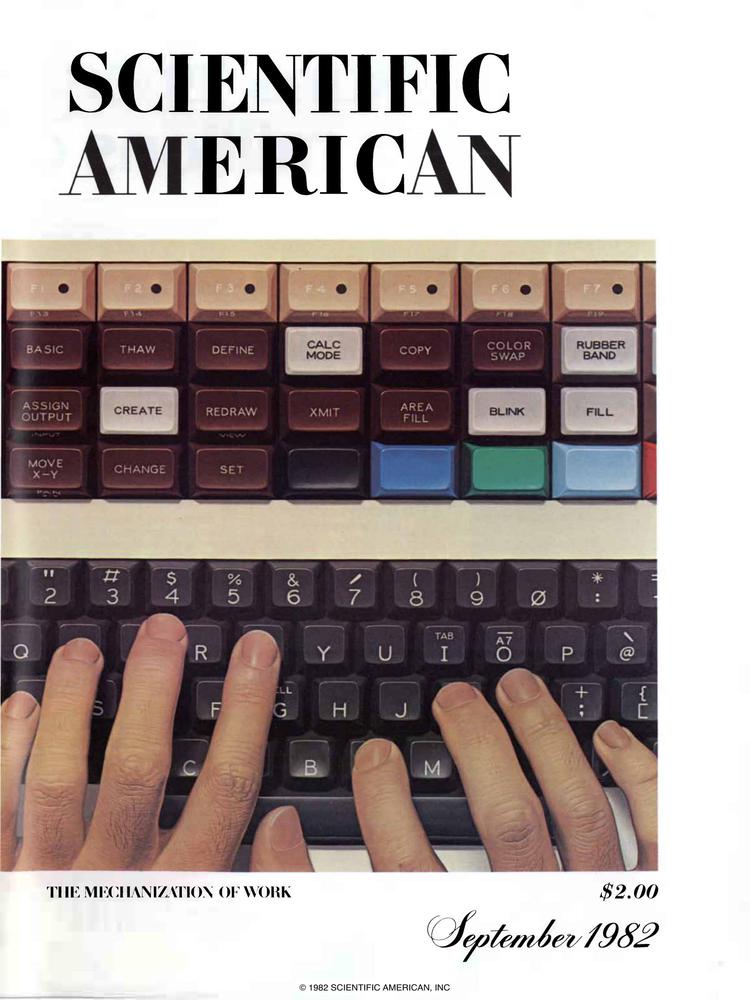 SCIENTIFIC
AMERICAN
F1 F2 F3 F4 F5 F6 F7
F13 F14 F15 F16 F17 F18 F19
BASIC THAW DEFINE CALC MODE COPY COLOR SWAP RUBBER BAND
ASSIGN OUTPUT CREATE REDRAW XMIT AREA FILL BLINK FILL
INPUT VIEW
MOVE X-Y CHANGE SET
" # $ % & / ( ) *
2 3 4 5 6 7 8 9 Ø :
TAB A7
Q R Y U I O P @
S F G H J + ; { [
C B M
THE MECHANIZATION OF WORK $2.00
September 1982
© 1982 SCIENTIFIC AMERICAN, INC